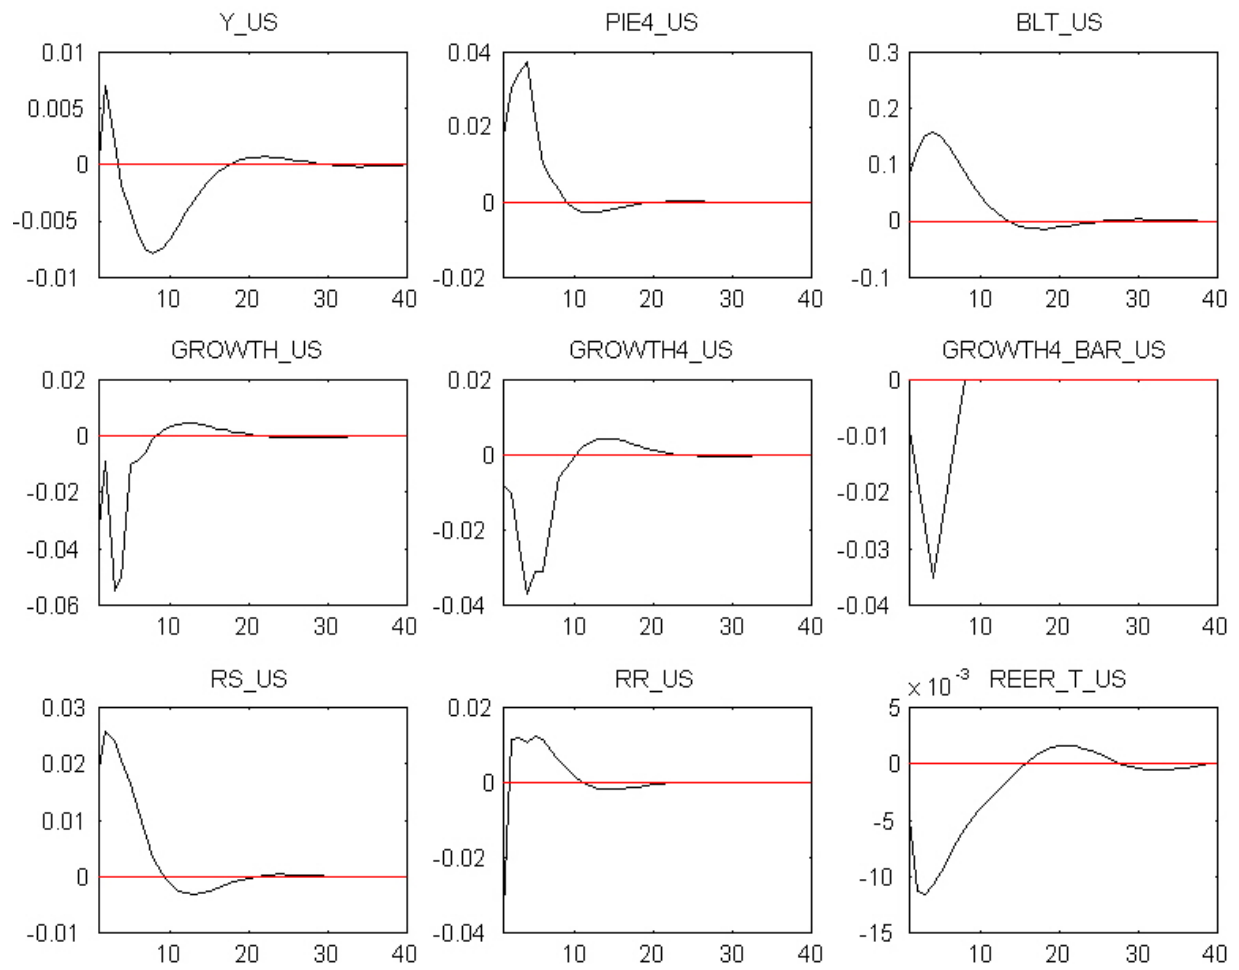 Y_US
PIE4_US
BLT_US
0.01
0.005
0
-0.005
-0.01
10 20 30 40
0.04
0.02
0
-0.02
10 20 30 40
0.3
0.2
0.1
0
-0.1
10 20 30 40
GROWTH_US
GROWTH4_US
GROWTH4_BAR_US
0.02
0
-0.02
-0.04
-0.06
10 20 30 40
0.02
0
-0.02
-0.04
10 20 30 40
0
-0.01
-0.02
-0.03
-0.04
10 20 30 40
RS_US
RR_US
REER_T_US
0.03
0.02
0.01
0
-0.01
10 20 30 40
0.02
0
-0.02
-0.04
10 20 30 40
x 10-3
5
0
-5
-10
-15
10 20 30 40